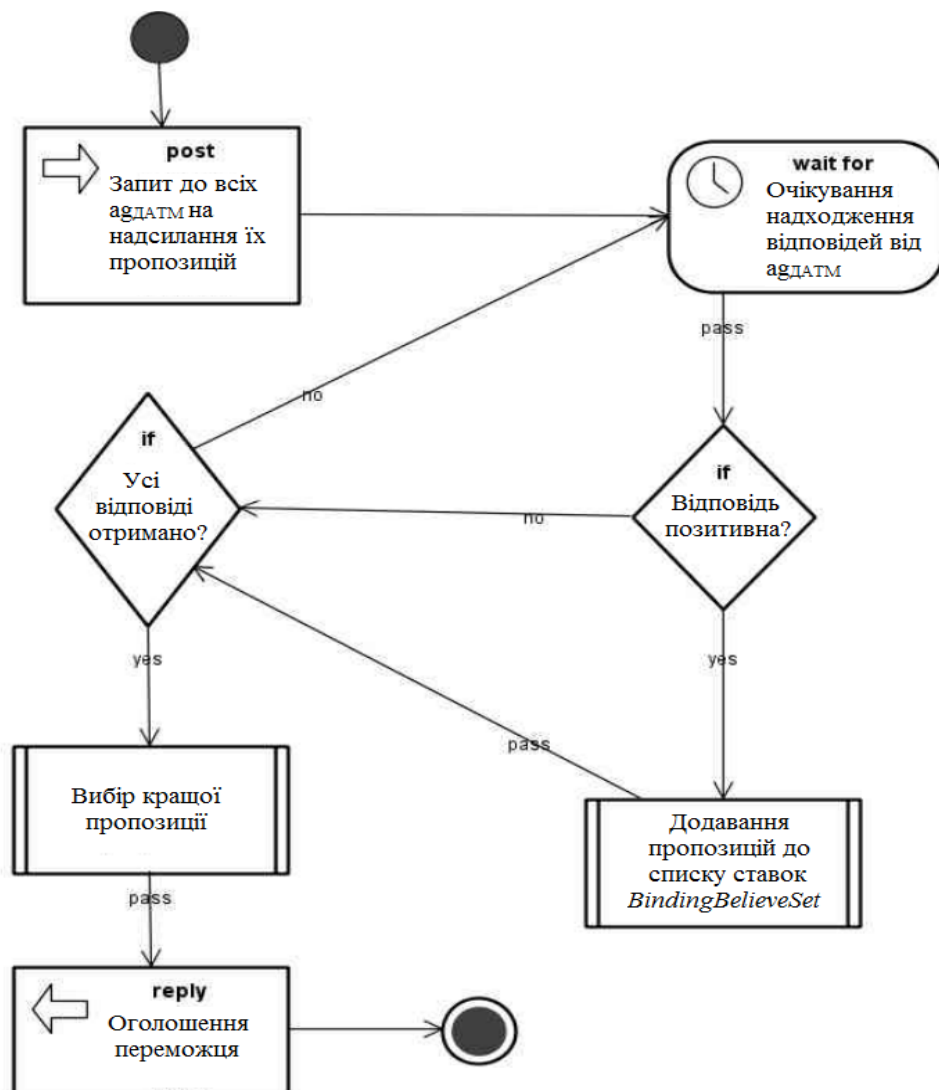 post
Запит до всіх
agДАТМ на
надсилання їх
пропозицій
wait for
Очікування
надходження
відповідей від
agДАТМ
pass
no
if
Усі
відповіді
отримано?
if
Відповідь
позитивна?
no
yes
yes
pass
Вибір кращої
пропозиції
Додавання
пропозицій до
списку ставок
BindingBelieveSet
pass
reply
Оголошення
переможця